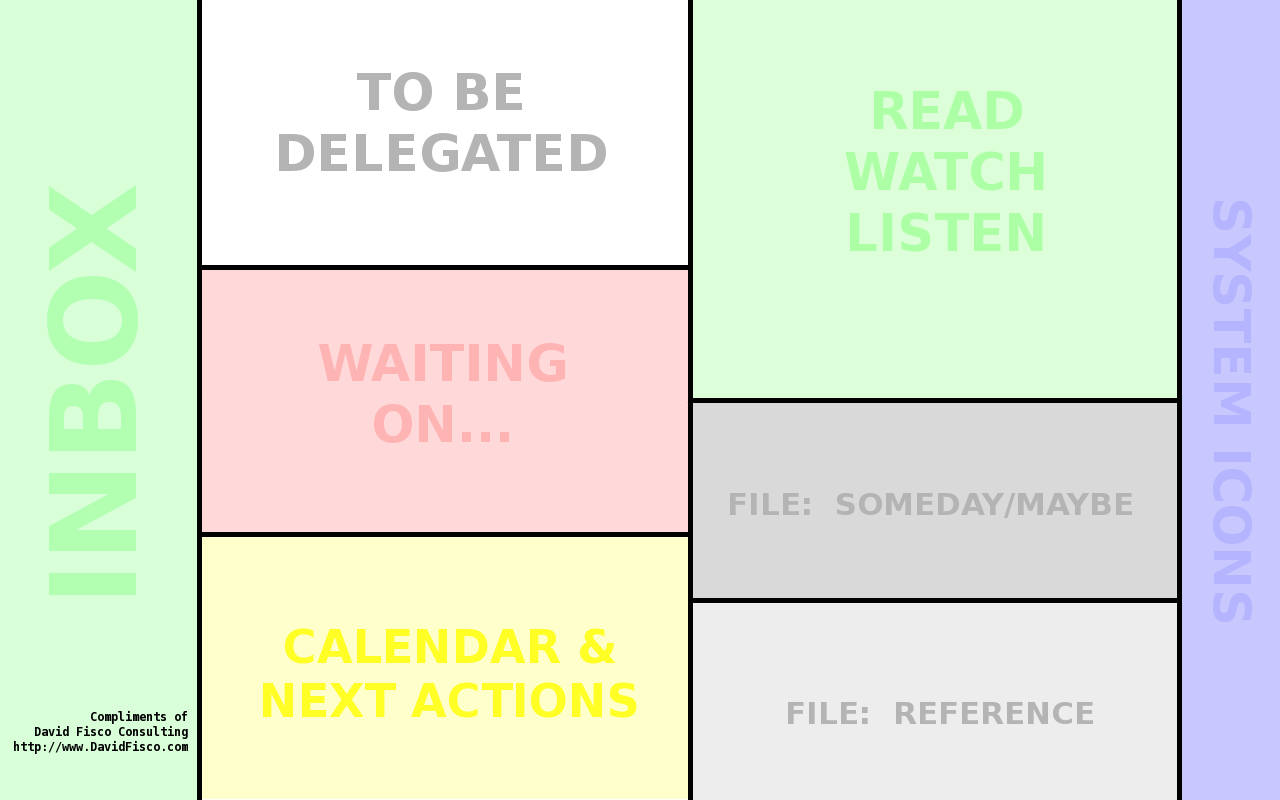 INBOX
Compliments of
David Fisco Consulting
http://www.DavidFisco.com
TO BE
DELEGATED
WAITING
ON...
CALENDAR &
NEXT ACTIONS
READ
WATCH
LISTEN
FILE:  SOMEDAY/MAYBE
FILE:  REFERENCE
SYSTEM ICONS